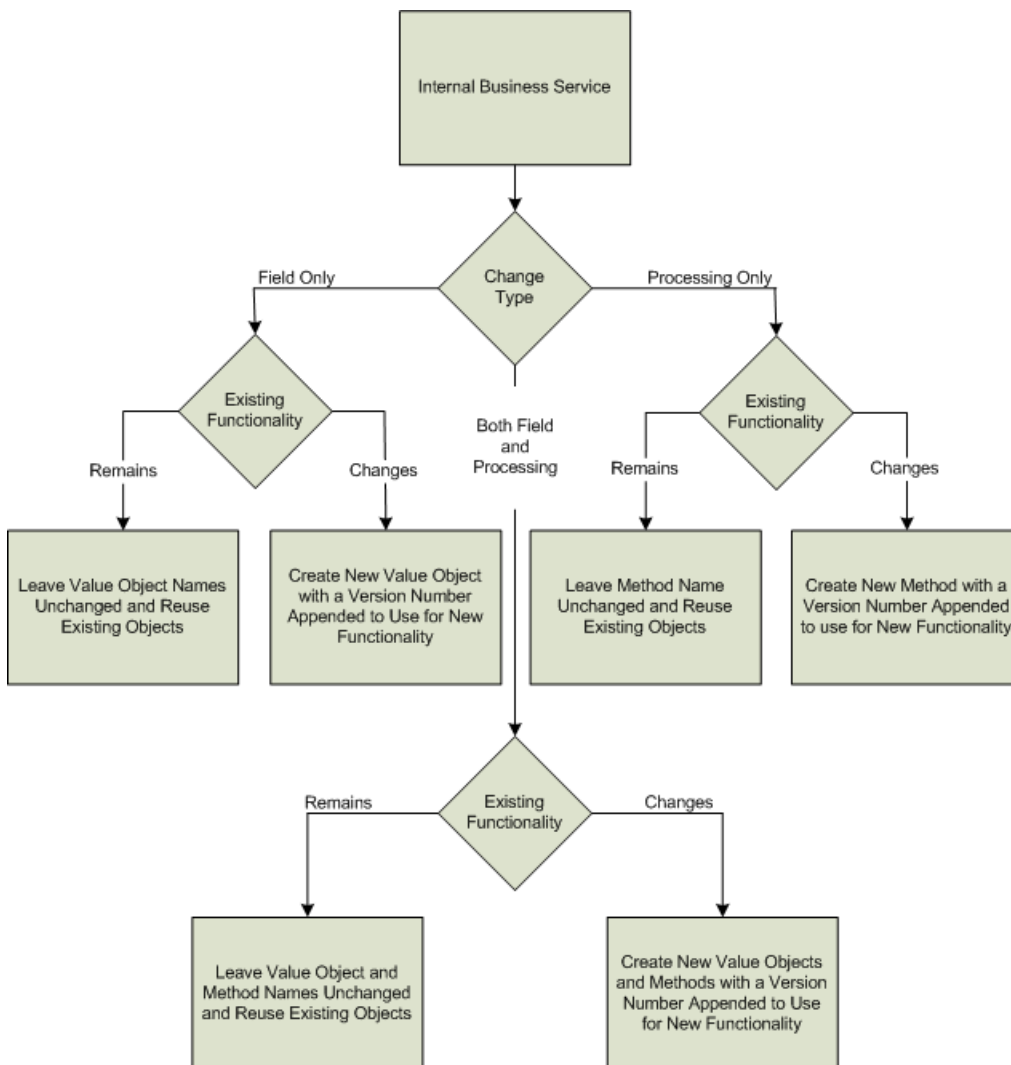 Internal Business Service
Change
Type
Field Only
Processing Only
Existing
Functionality
Existing
Functionality
Both Field
and
Processing
Remains
Changes
Remains
Changes
Leave Value Object Names
Unchanged and Reuse
Existing Objects
Create New Value Object
with a Version Number
Appended to Use for New
Functionality
Leave Method Name
Unchanged and Reuse
Existing Objects
Create New Method with a
Version Number Appended
to use for New Functionality
Existing
Functionality
Remains
Changes
Leave Value Object and
Method Names Unchanged
and Reuse Existing Objects
Create New Value Objects
and Methods with a Version
Number Appended to Use
for New Functionality